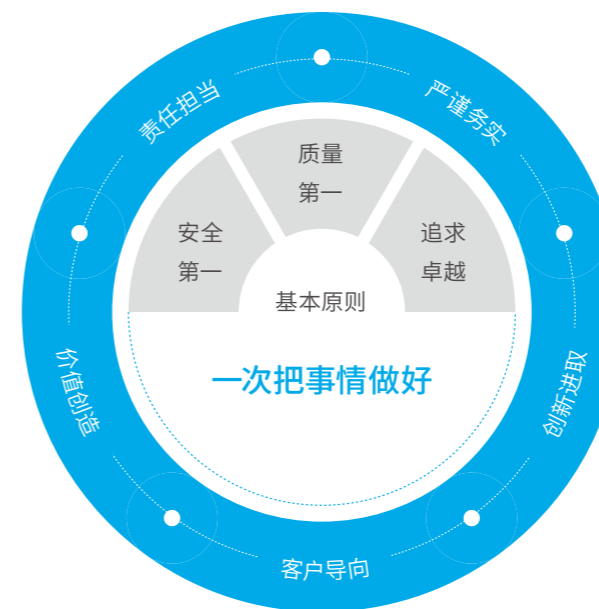 责任担当
严谨务实
质量
第一
安全
第一
追求
卓越
基本原则
一次把事情做好
价值创造
创新进取
客户导向